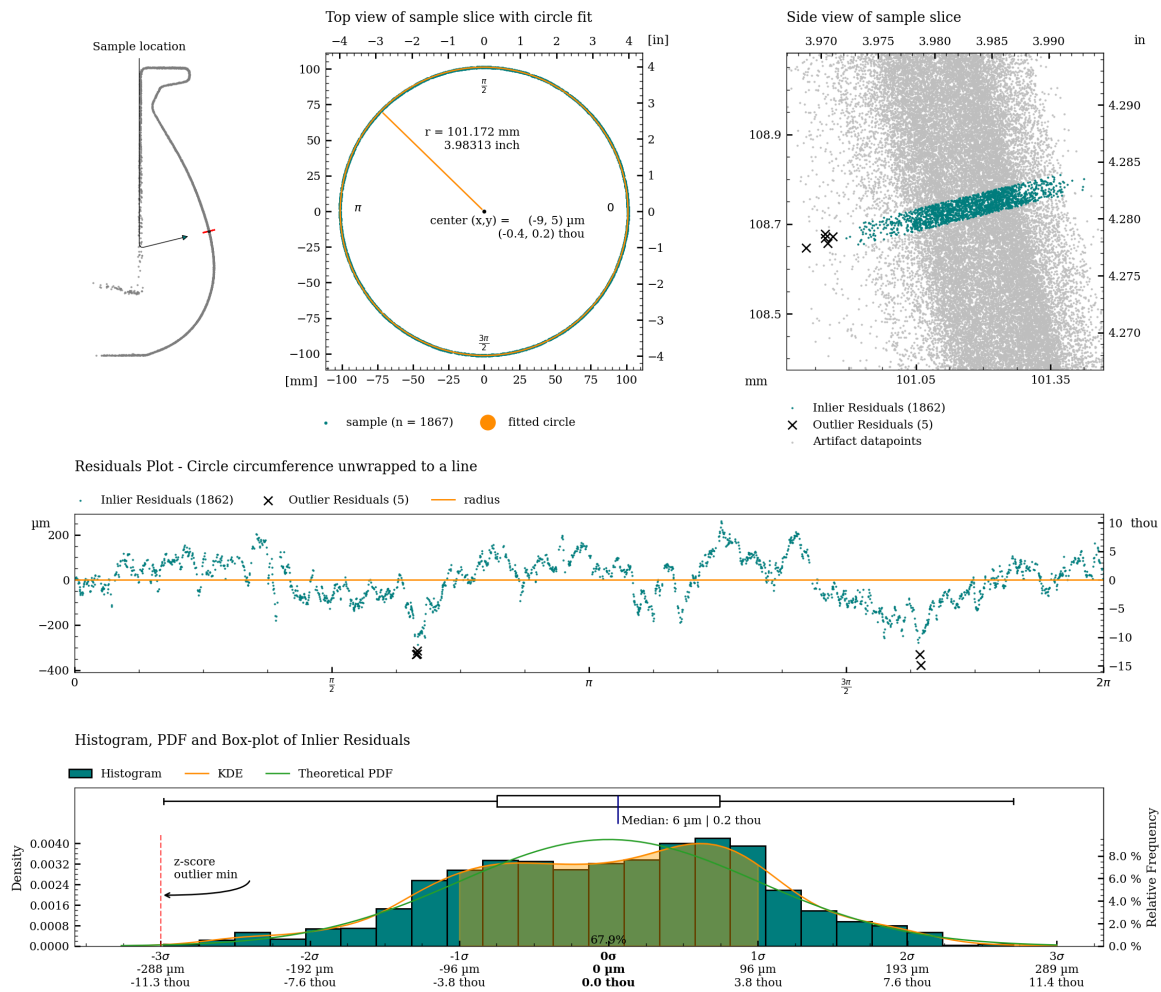 Sample location
Top view of sample slice with circle fit
−4 −3 −2 −1 0 1 2 3 4 [in]
100
75
50
25
0
−25
−50
−75
−100
4
3
2
1
0
−1
−2
−3
−4
π/2
r = 101.172 mm
3.98313 inch
π
0
center (x,y) = (-9, 5) µm
(-0.4, 0.2) thou
3π/2
[mm] −100 −75 −50 −25 0 25 50 75 100
sample (n = 1867) fitted circle
Side view of sample slice
3.970 3.975 3.980 3.985 3.990 in
108.9
108.7
108.5
4.290
4.285
4.280
4.275
4.270
mm 101.05 101.35
Inlier Residuals (1862)
Outlier Residuals (5)
Artifact datapoints
Residuals Plot - Circle circumference unwrapped to a line
Inlier Residuals (1862) Outlier Residuals (5) radius
µm
200
0
−200
−400
10 thou
5
0
−5
−10
−15
0 π/2 π 3π/2 2π
Histogram, PDF and Box-plot of Inlier Residuals
Histogram KDE Theoretical PDF
Median: 6 µm | 0.2 thou
z-score
outlier min
Density
0.0040
0.0032
0.0024
0.0016
0.0008
0.0000
Relative Frequency
8.0 %
6.0 %
4.0 %
2.0 %
0.0 %
67.9%
-3σ -2σ -1σ 0σ 1σ 2σ 3σ
-288 µm -192 µm -96 µm 0 µm 96 µm 193 µm 289 µm
-11.3 thou -7.6 thou -3.8 thou 0.0 thou 3.8 thou 7.6 thou 11.4 thou